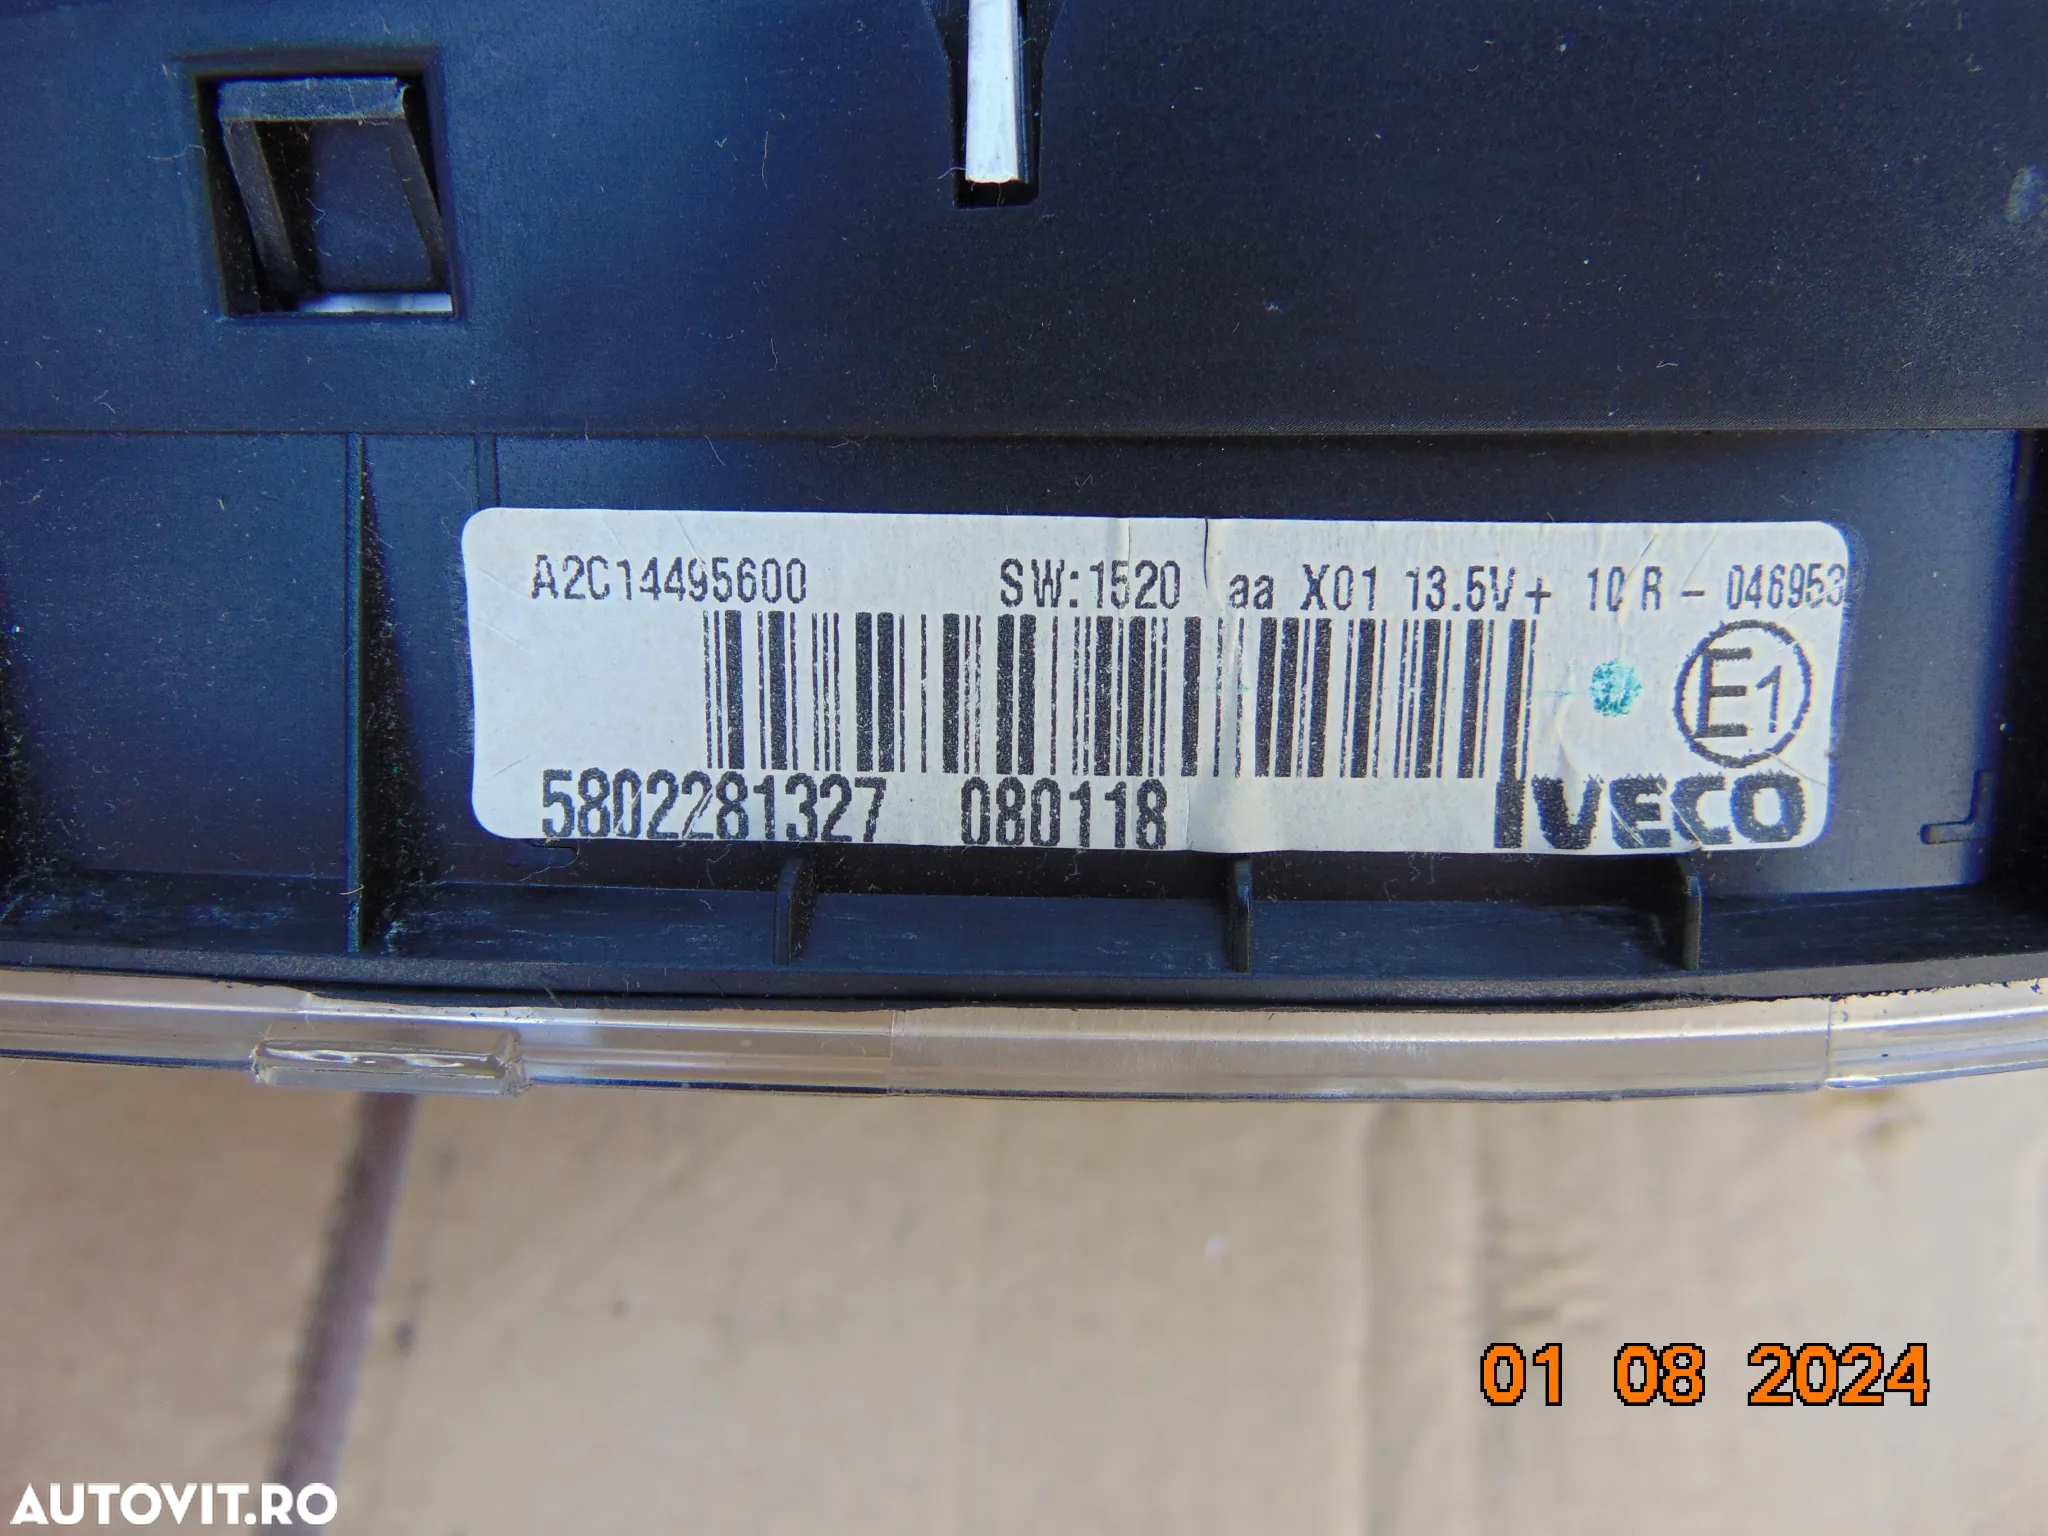 A2C14495600 SW:1520 aa X01 13.5V+ 10 R - 046953
E1
5802281327 080118 IVECO
01 08 2024
AUTOVIT.RO